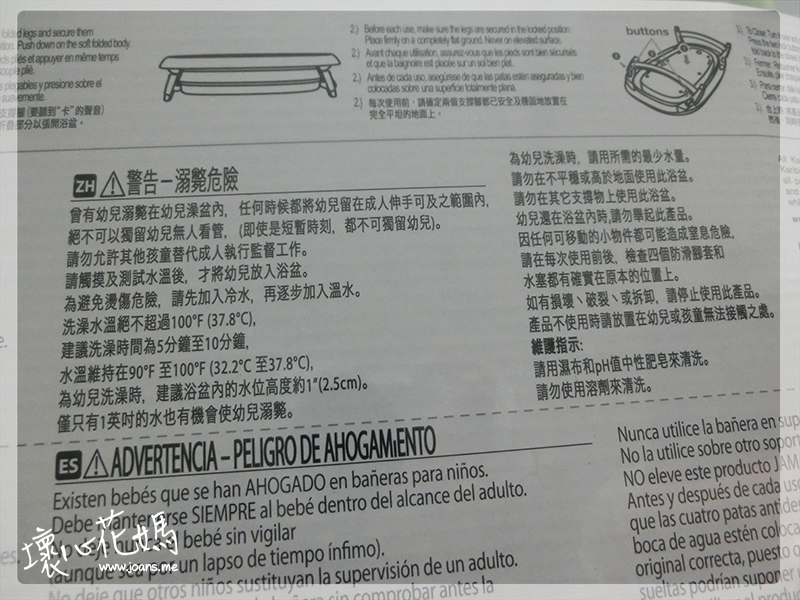 folded legs and secure them
Push down on the soft folded body.
2.) Before each use, make sure the legs are secured in the locked position.
Place firmly on a completely flat ground. Never on elevated surface.
2.) Avant chaque utilisation, assurez-vous que les pieds sont bien sécurisés
et que la baignoire est placée sur un sol bien plat.
2.) Antes de cada uso, asegúrese de que las patas estén aseguradas y bien
colocadas sobre una superficie totalmente plana.
2.) 每次使用前，請確定兩個支撐腳都已安全及穩固地放置在
完全平坦的地面上。
buttons
ZH 警告－溺斃危險
曾有幼兒溺斃在幼兒澡盆內，任何時候都將幼兒留在成人伸手可及之範圍內，
絕不可以獨留幼兒無人看管，(即使是短暫時刻，都不可獨留幼兒)。
請勿允許其他孩童替代成人執行監督工作。
請觸摸及測試水溫後，才將幼兒放入浴盆。
為避免燙傷危險，請先加入冷水，再逐步加入溫水。
洗澡水溫絕不超過100°F (37.8°C),
建議洗澡時間為5分鐘至10分鐘,
水溫維持在90°F 至100°F (32.2°C 至37.8°C),
為幼兒洗澡時，建議浴盆內的水位高度約1"(2.5cm)。
僅只有1英吋的水也有機會使幼兒溺斃。
為幼兒洗澡時，請用所需的最少水量。
請勿在不平穩或高於地面使用此浴盆。
請勿在其它支撐物上使用此浴盆。
幼兒還在浴盆內時,請勿舉起此產品。
因任何可移動的小物件都可能造成窒息危險，
請在每次使用前後，檢查四個防滑腳套和
水塞都有確實在原本的位置上。
如有損壞、破裂、或拆卸，請停止使用此產品。
產品不使用時請放置在幼兒或孩童無法接觸之處。
維護指示:
請用濕布和pH值中性肥皂來清洗。
請勿使用溶劑來清洗。
ES ADVERTENCIA – PELIGRO DE AHOGAMiENTO
Existen bebés que se han AHOGADO en bañeras para niños.
Debe mantenerse SIEMPRE al bebé dentro del alcance del adulto.
bebé sin vigilar
aunque sea por un lapso de tiempo ínfimo).
No deje que otros niños sustituyan la supervisión de un adulto.
Nunca utilice la bañera en
No la utilice sobre otro
NO eleve este producto
Antes y después de cada
que las cuatro patas
boca de agua estén
original correcta, puesto
sueltas podrían suponer
壞心花媽
www.joans.me